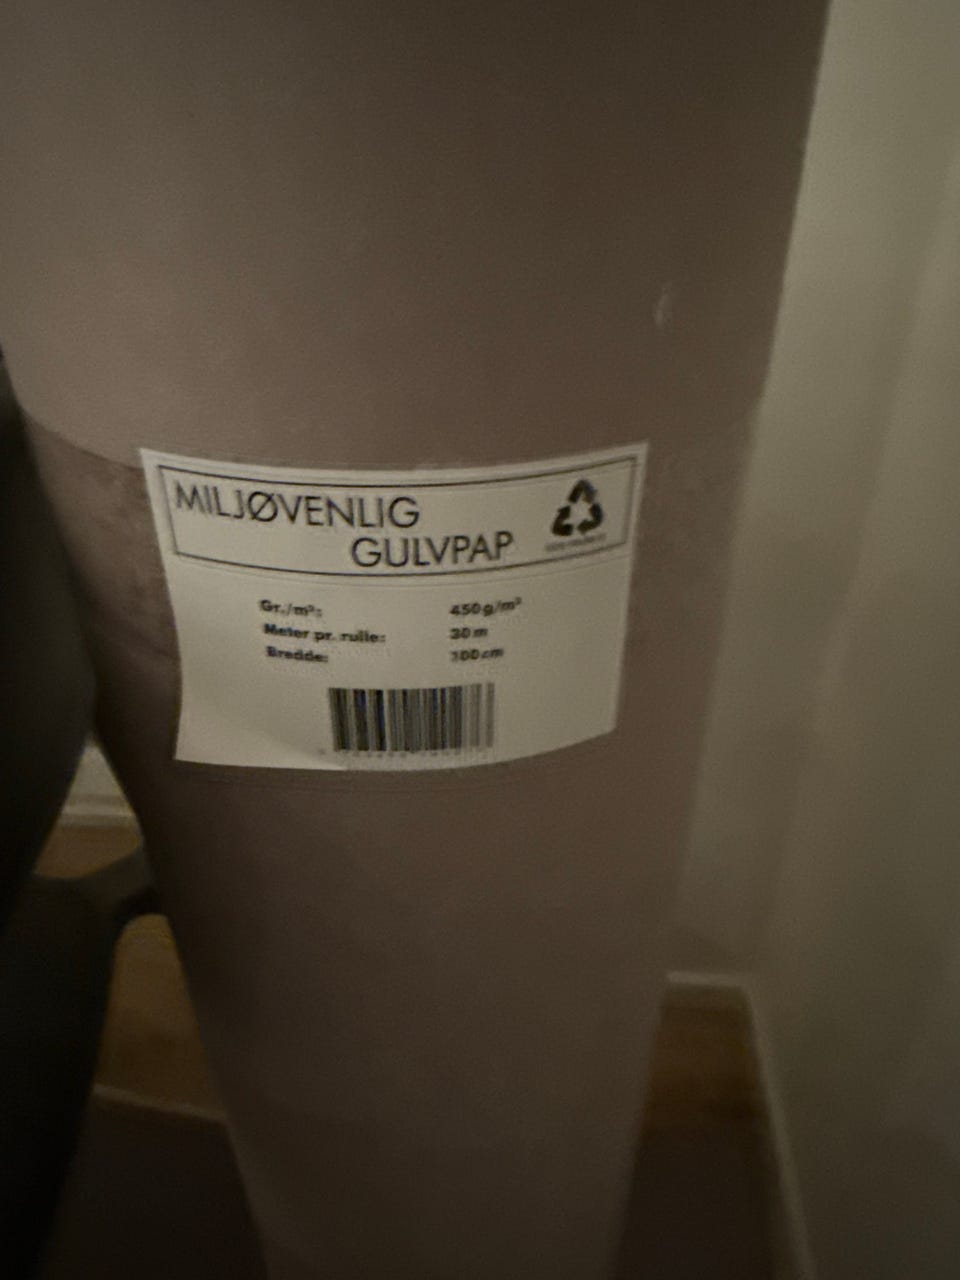 MILJØVENLIG
GULVPAP
Gr./m²: 450 g/m²
Meter pr. rulle: 30 m
Bredde: 100 cm